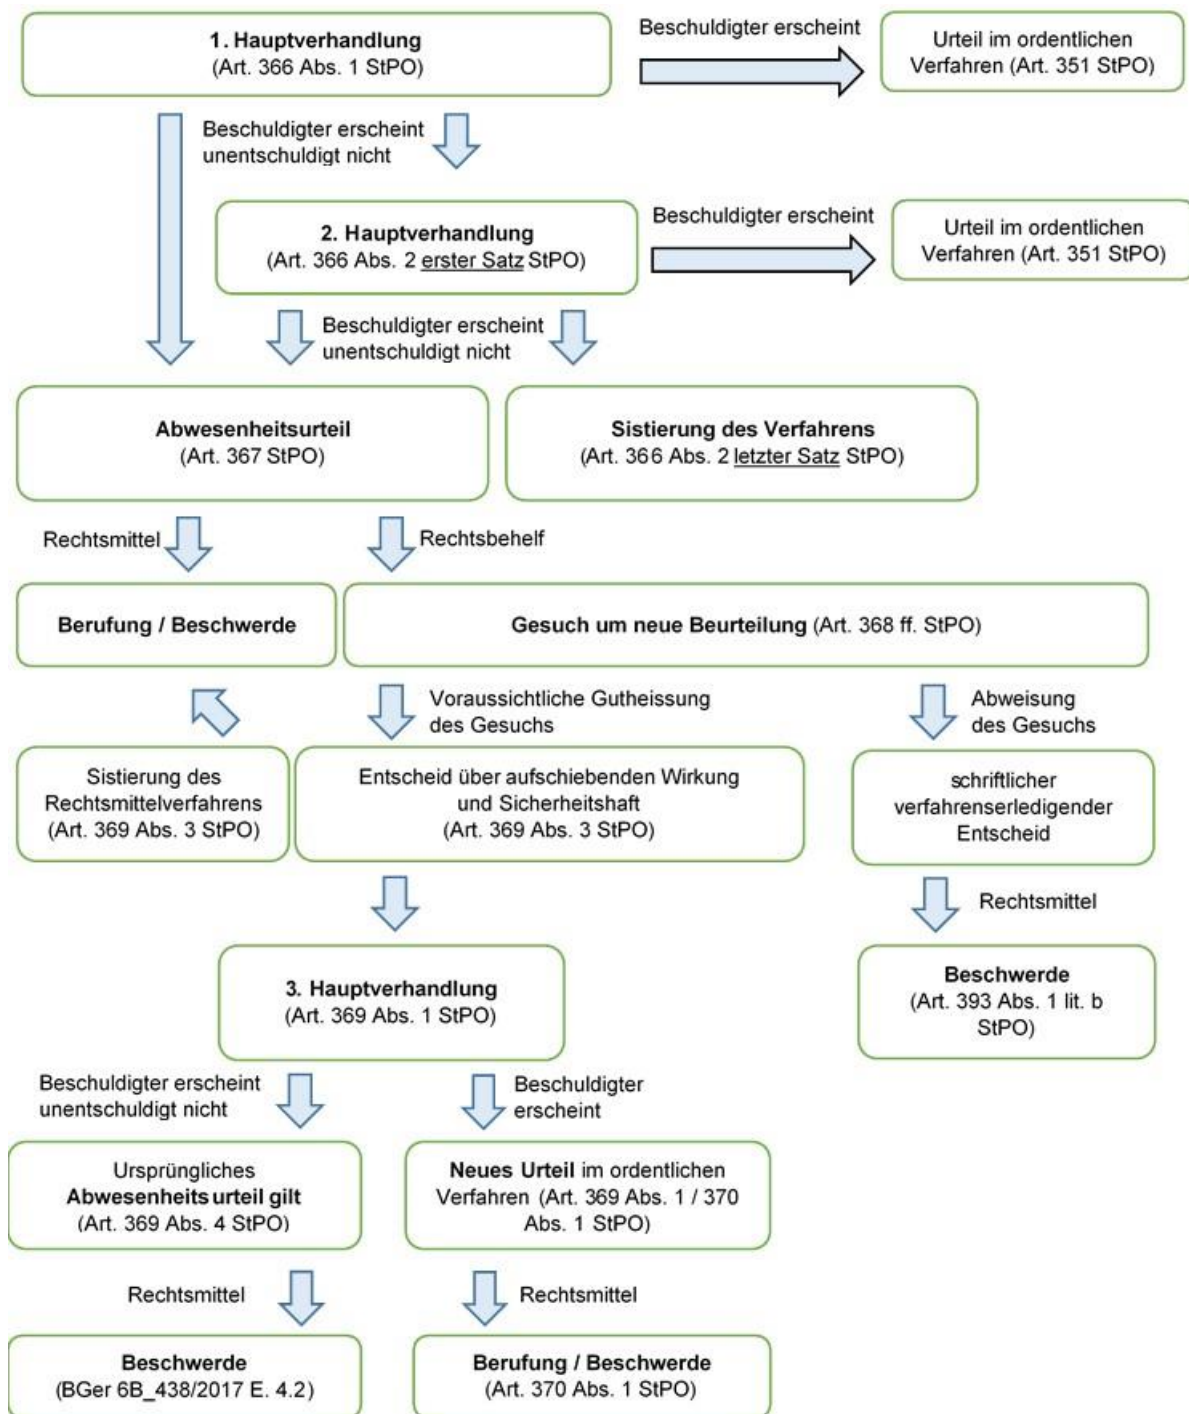 1. Hauptverhandlung
(Art. 366 Abs. 1 StPO)
Beschuldigter erscheint
Urteil im ordentlichen
Verfahren (Art. 351 StPO)
Beschuldigter erscheint
unentschuldigt nicht
2. Hauptverhandlung
(Art. 366 Abs. 2 erster Satz StPO)
Beschuldigter erscheint
Urteil im ordentlichen
Verfahren (Art. 351 StPO)
Beschuldigter erscheint
unentschuldigt nicht
Abwesenheitsurteil
(Art. 367 StPO)
Sistierung des Verfahrens
(Art. 366 Abs. 2 letzter Satz StPO)
Rechtsmittel
Rechtsbehelf
Berufung / Beschwerde
Gesuch um neue Beurteilung (Art. 368 ff. StPO)
Voraussichtliche Gutheissung
des Gesuchs
Abweisung
des Gesuchs
Sistierung des
Rechtsmittelverfahrens
(Art. 369 Abs. 3 StPO)
Entscheid über aufschiebenden Wirkung
und Sicherheitshaft
(Art. 369 Abs. 3 StPO)
schriftlicher
verfahrenserledigender
Entscheid
Rechtsmittel
3. Hauptverhandlung
(Art. 369 Abs. 1 StPO)
Beschwerde
(Art. 393 Abs. 1 lit. b
StPO)
Beschuldigter erscheint
unentschuldigt nicht
Beschuldigter
erscheint
Ursprüngliches
Abwesenheitsurteil gilt
(Art. 369 Abs. 4 StPO)
Neues Urteil im ordentlichen
Verfahren (Art. 369 Abs. 1 / 370
Abs. 1 StPO)
Rechtsmittel
Rechtsmittel
Beschwerde
(BGer 6B_438/2017 E. 4.2)
Berufung / Beschwerde
(Art. 370 Abs. 1 StPO)